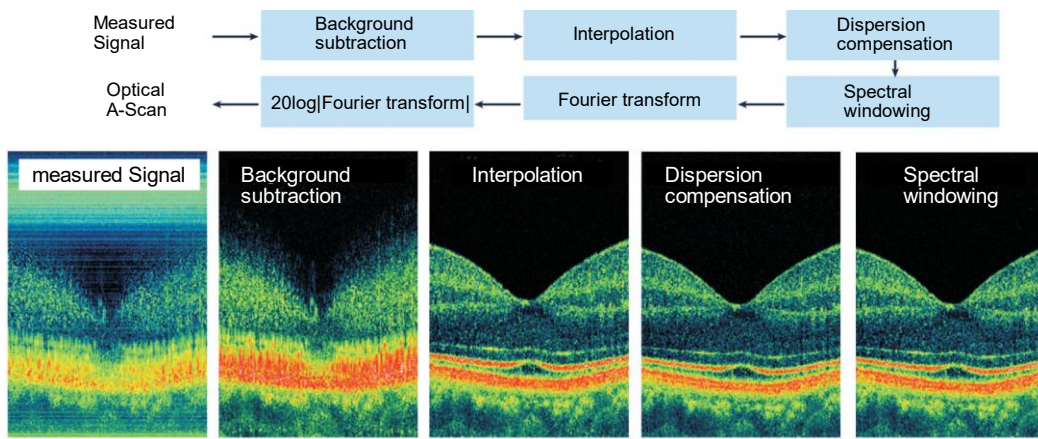 Measured
Signal
Background
subtraction
Interpolation
Dispersion
compensation
Optical
A-Scan
20log|Fourier transform|
Fourier transform
Spectral
windowing
measured Signal
Background
subtraction
Interpolation
Dispersion
compensation
Spectral
windowing